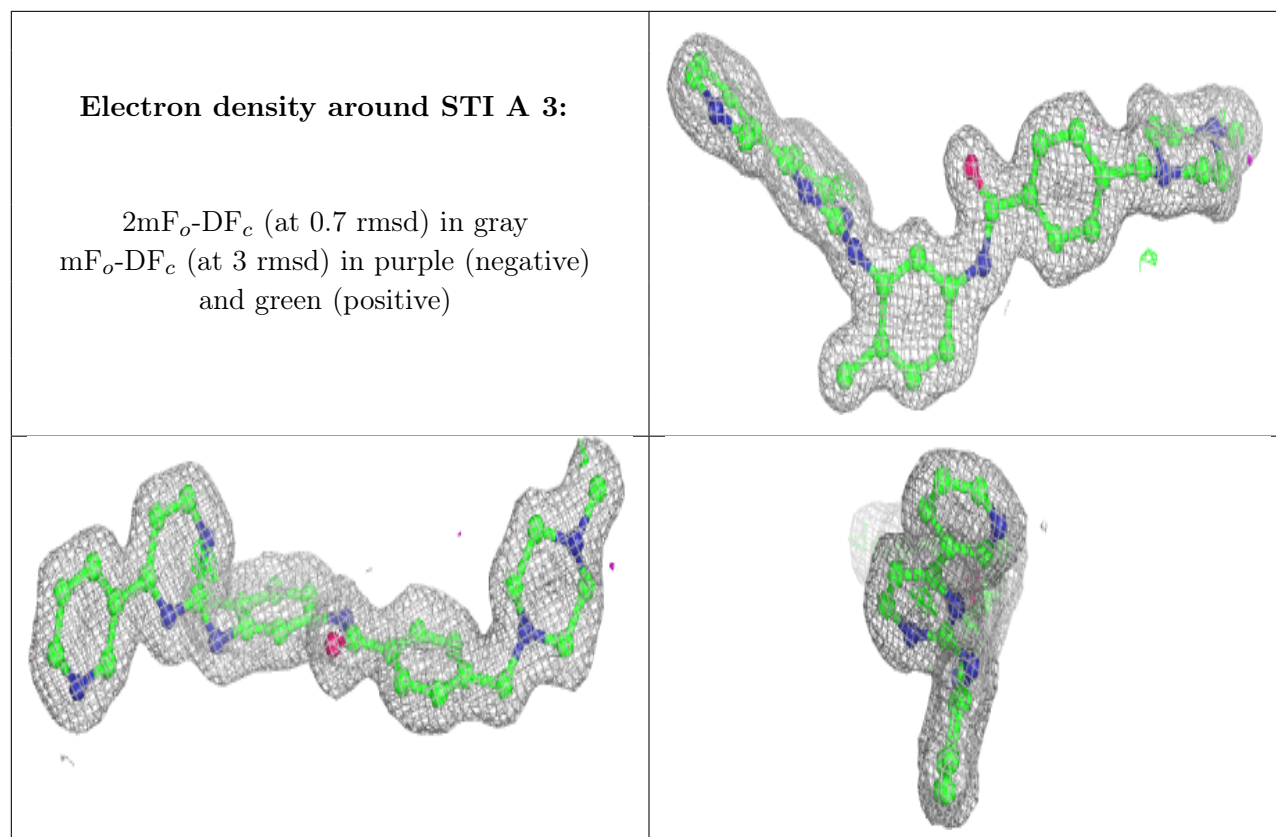 Electron density around STI A 3:
2mFₒ-DF𝒸 (at 0.7 rmsd) in gray
mFₒ-DF𝒸 (at 3 rmsd) in purple (negative)
and green (positive)